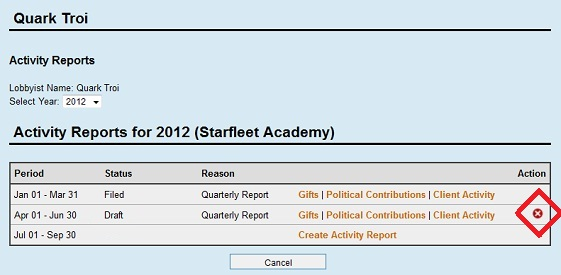 Quark Troi
Activity Reports
Lobbyist Name: Quark Troi
Select Year: 2012
Activity Reports for 2012 (Starfleet Academy)
Period Status Reason Action
Jan 01 - Mar 31 Filed Quarterly Report Gifts | Political Contributions | Client Activity
Apr 01 - Jun 30 Draft Quarterly Report Gifts | Political Contributions | Client Activity
Jul 01 - Sep 30 Create Activity Report
Cancel